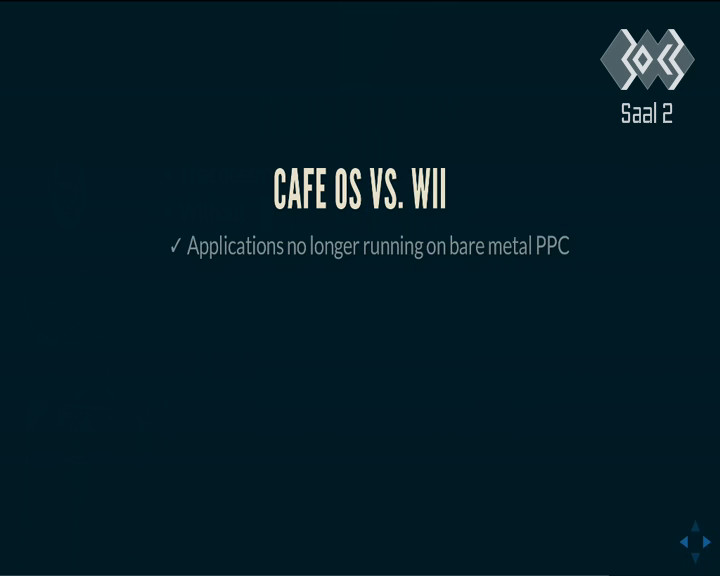 Saal 2
CAFE OS VS. WII
✓ Applications no longer running on bare metal PPC